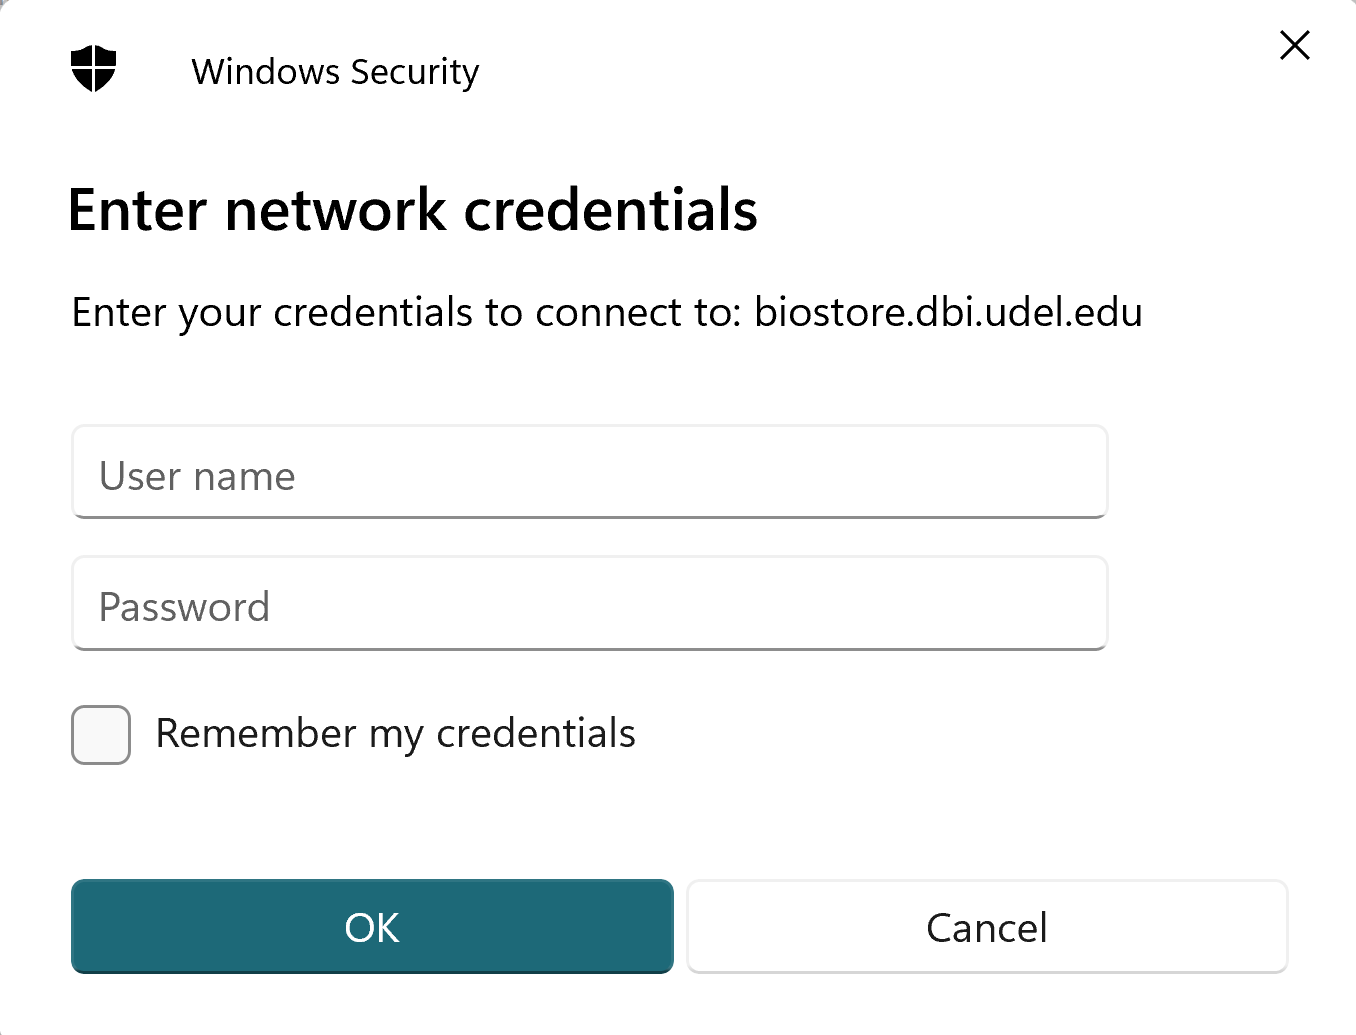 Windows Security
Enter network credentials
Enter your credentials to connect to: biostore.dbi.udel.edu
User name
Password
Remember my credentials
OK
Cancel